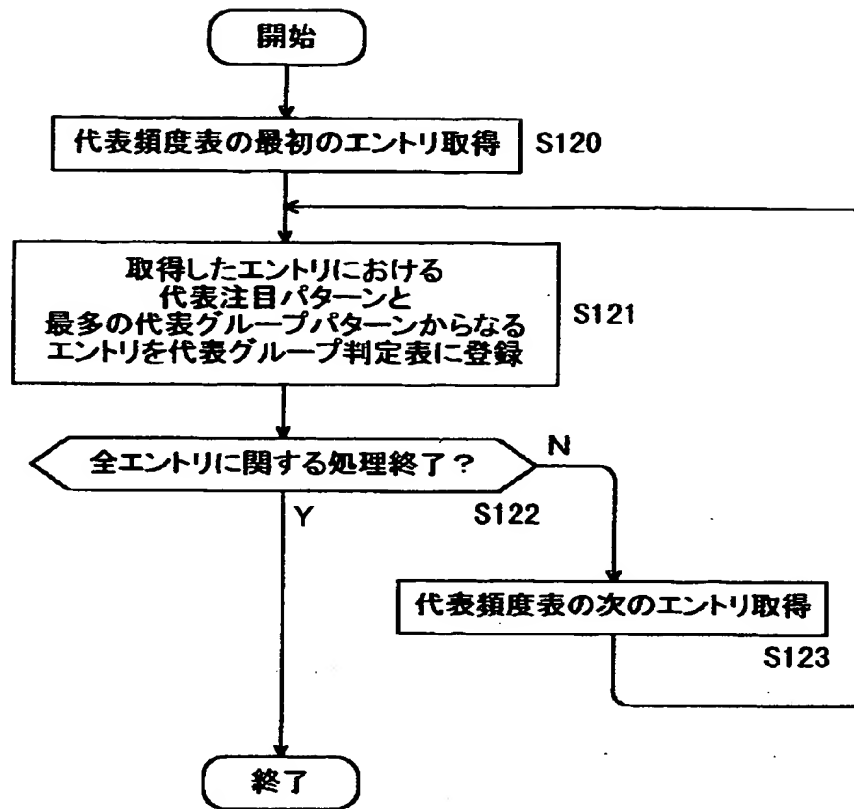 開始
代表頻度表の最初のエントリ取得 S120
取得したエントリにおける
代表注目パターンと
最多の代表グループパターンからなる
エントリを代表グループ判定表に登録
S121
全エントリに関する処理終了?
N
Y
S122
代表頻度表の次のエントリ取得
S123
終了